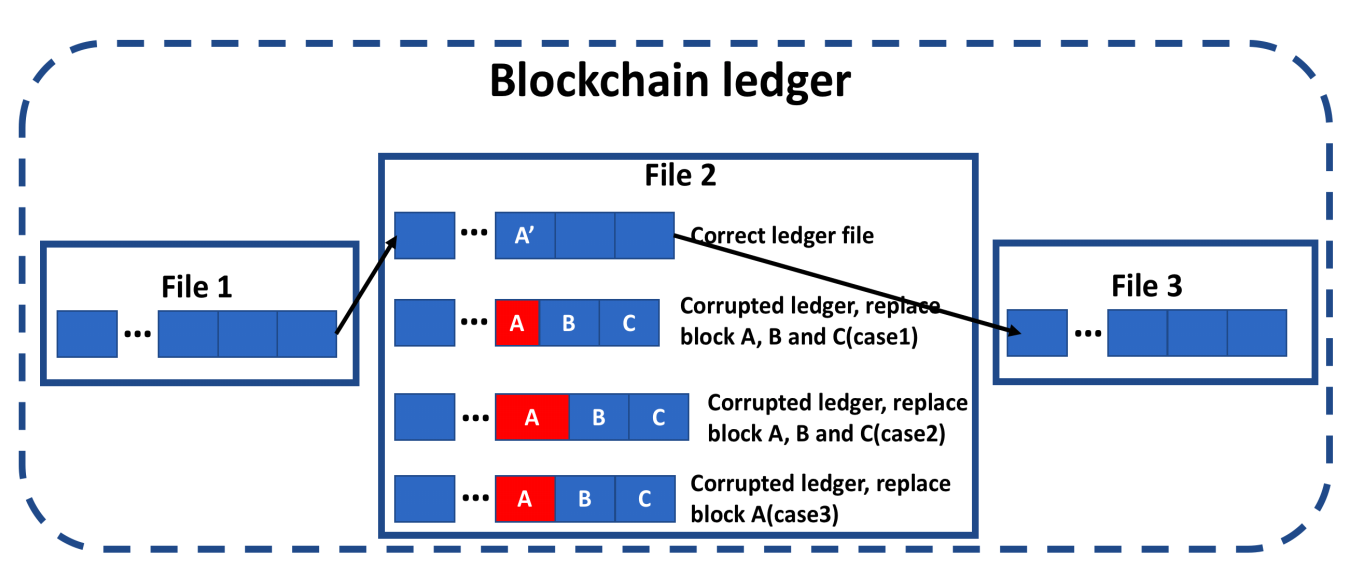 Blockchain ledger
File 1
...
File 2
... A’
Correct ledger file
... A B C
Corrupted ledger, replace
block A, B and C(case1)
... A B C
Corrupted ledger, replace
block A, B and C(case2)
... A B C
Corrupted ledger, replace
block A(case3)
File 3
...